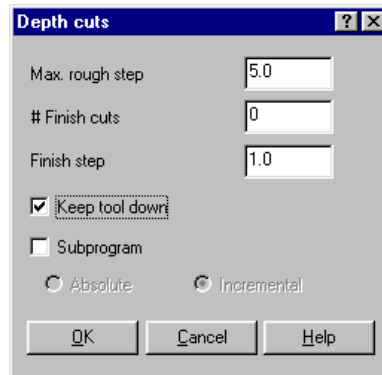 Depth cuts
Max. rough step 5.0
# Finish cuts 0
Finish step 1.0
Keep tool down
Subprogram
Absolute Incremental
OK Cancel Help